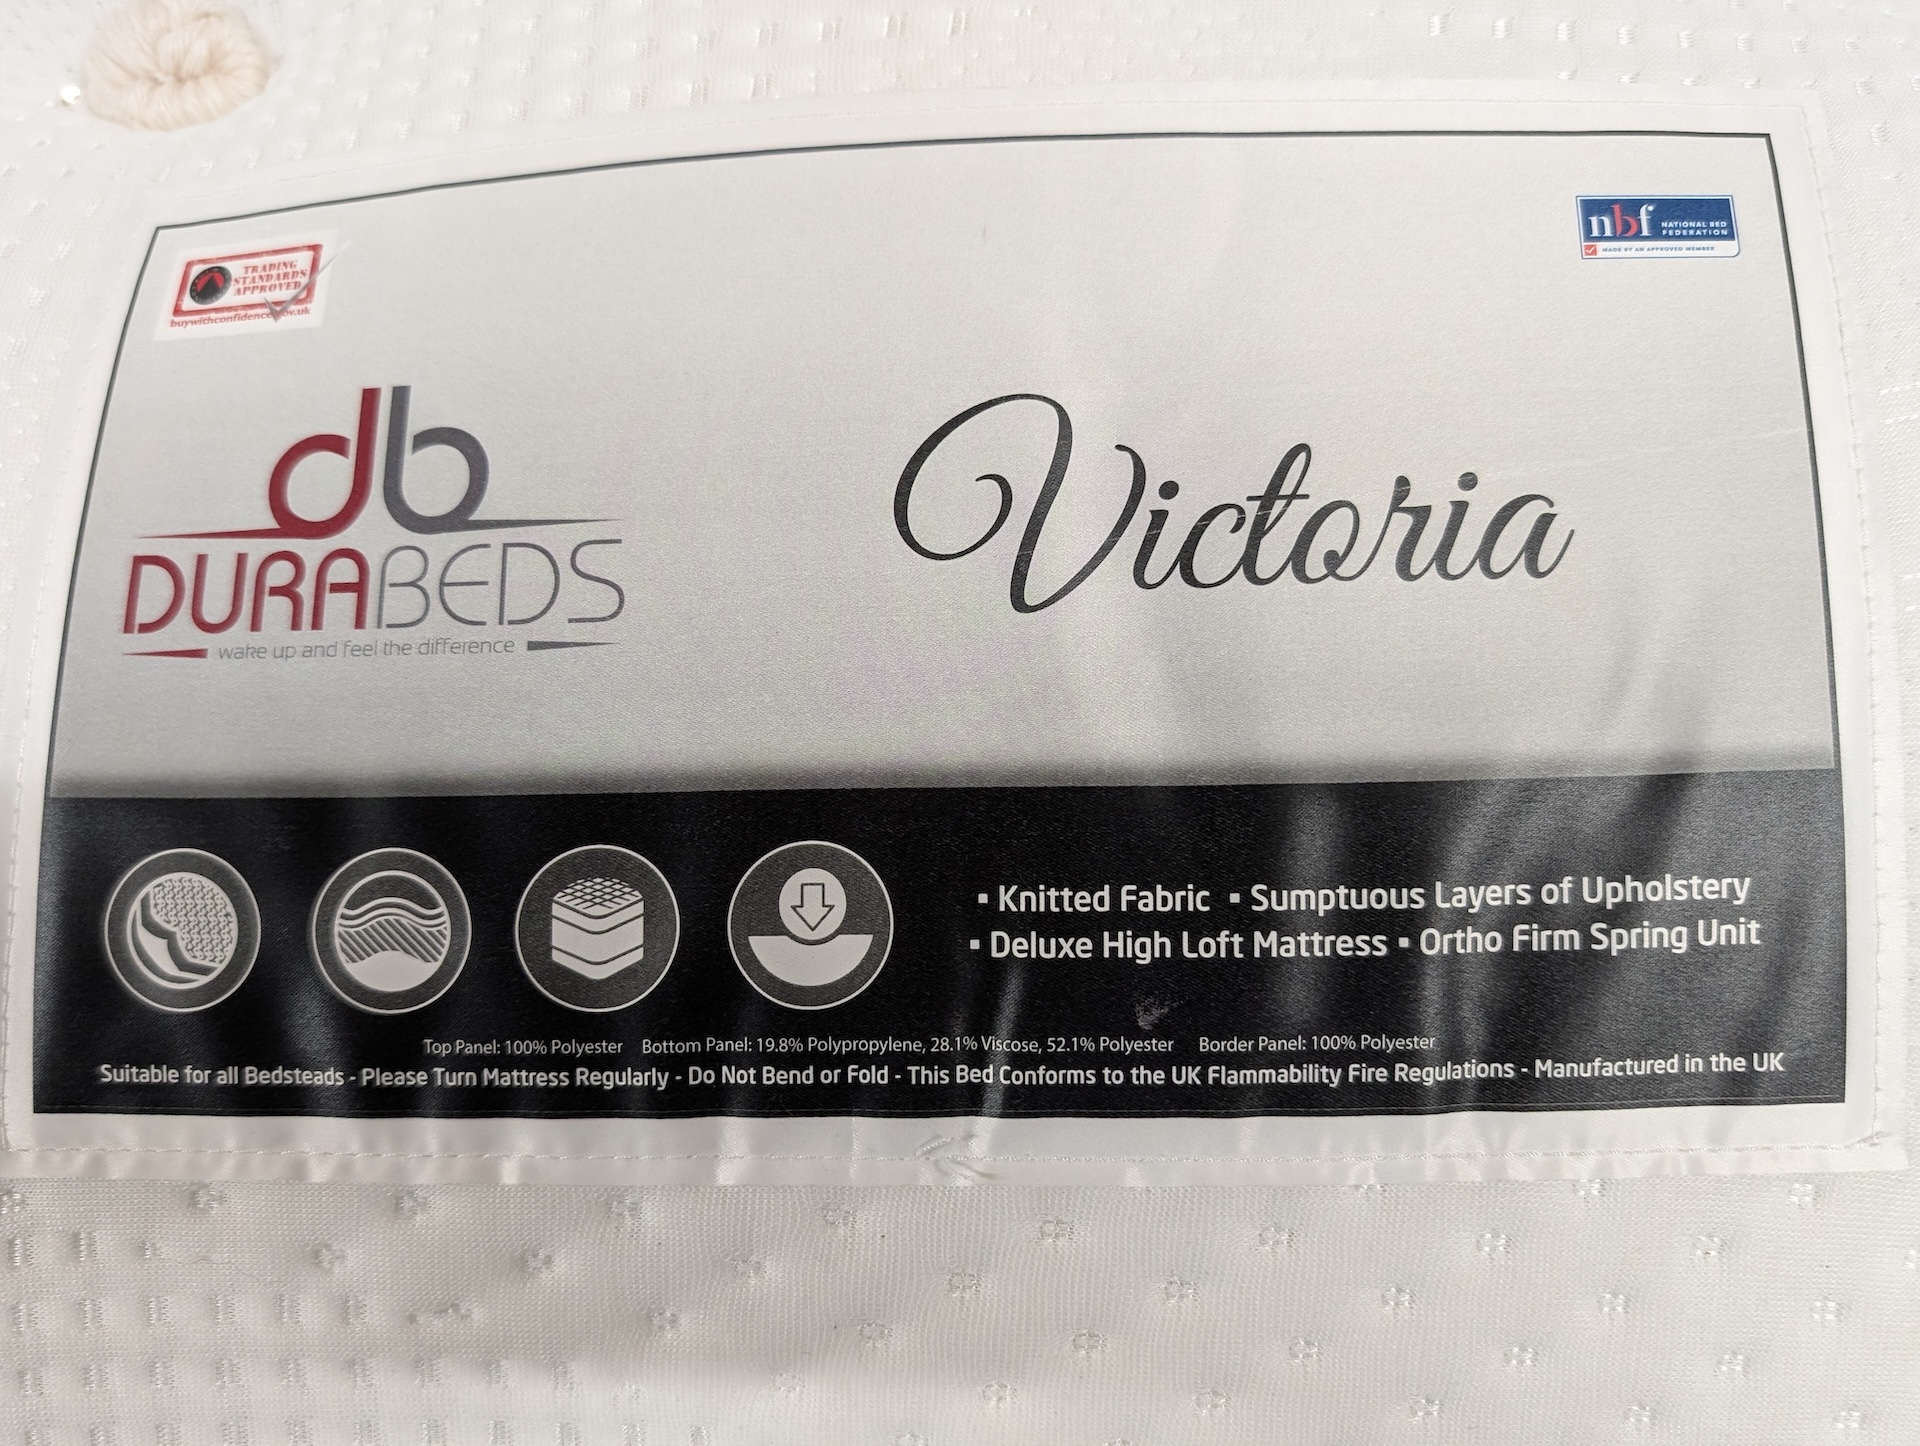 TRADING
STANDARDS
APPROVED
nbf NATIONAL BED
FEDERATION
MADE BY AN APPROVED MEMBER
db
DURABEDS
wake up and feel the difference
Victoria
▪ Knitted Fabric ▪ Sumptuous Layers of Upholstery
▪ Deluxe High Loft Mattress ▪ Ortho Firm Spring Unit
Top Panel: 100% Polyester Bottom Panel: 19.8% Polypropylene, 28.1% Viscose, 52.1% Polyester Border Panel: 100% Polyester
Suitable for all Bedsteads - Please Turn Mattress Regularly - Do Not Bend or Fold - This Bed Conforms to the UK Flammability Fire Regulations - Manufactured in the UK